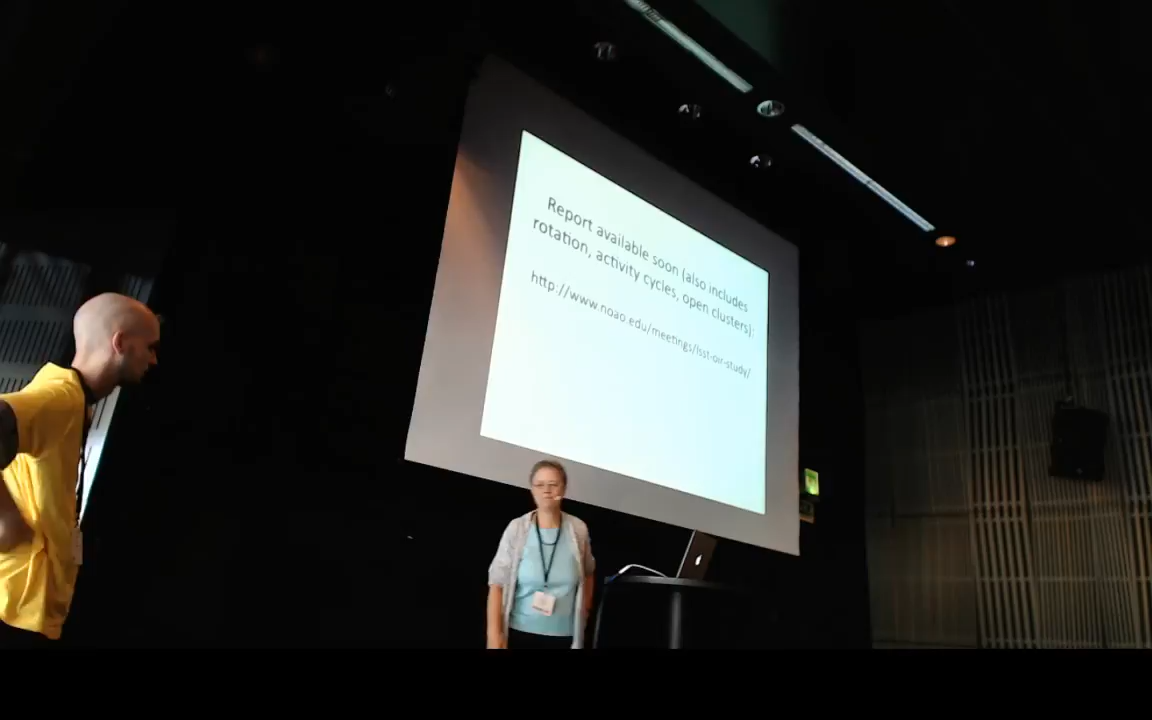 Report available soon (also includes
rotation, activity cycles, open clusters):
http://www.noao.edu/meetings/lsst-oir-study/